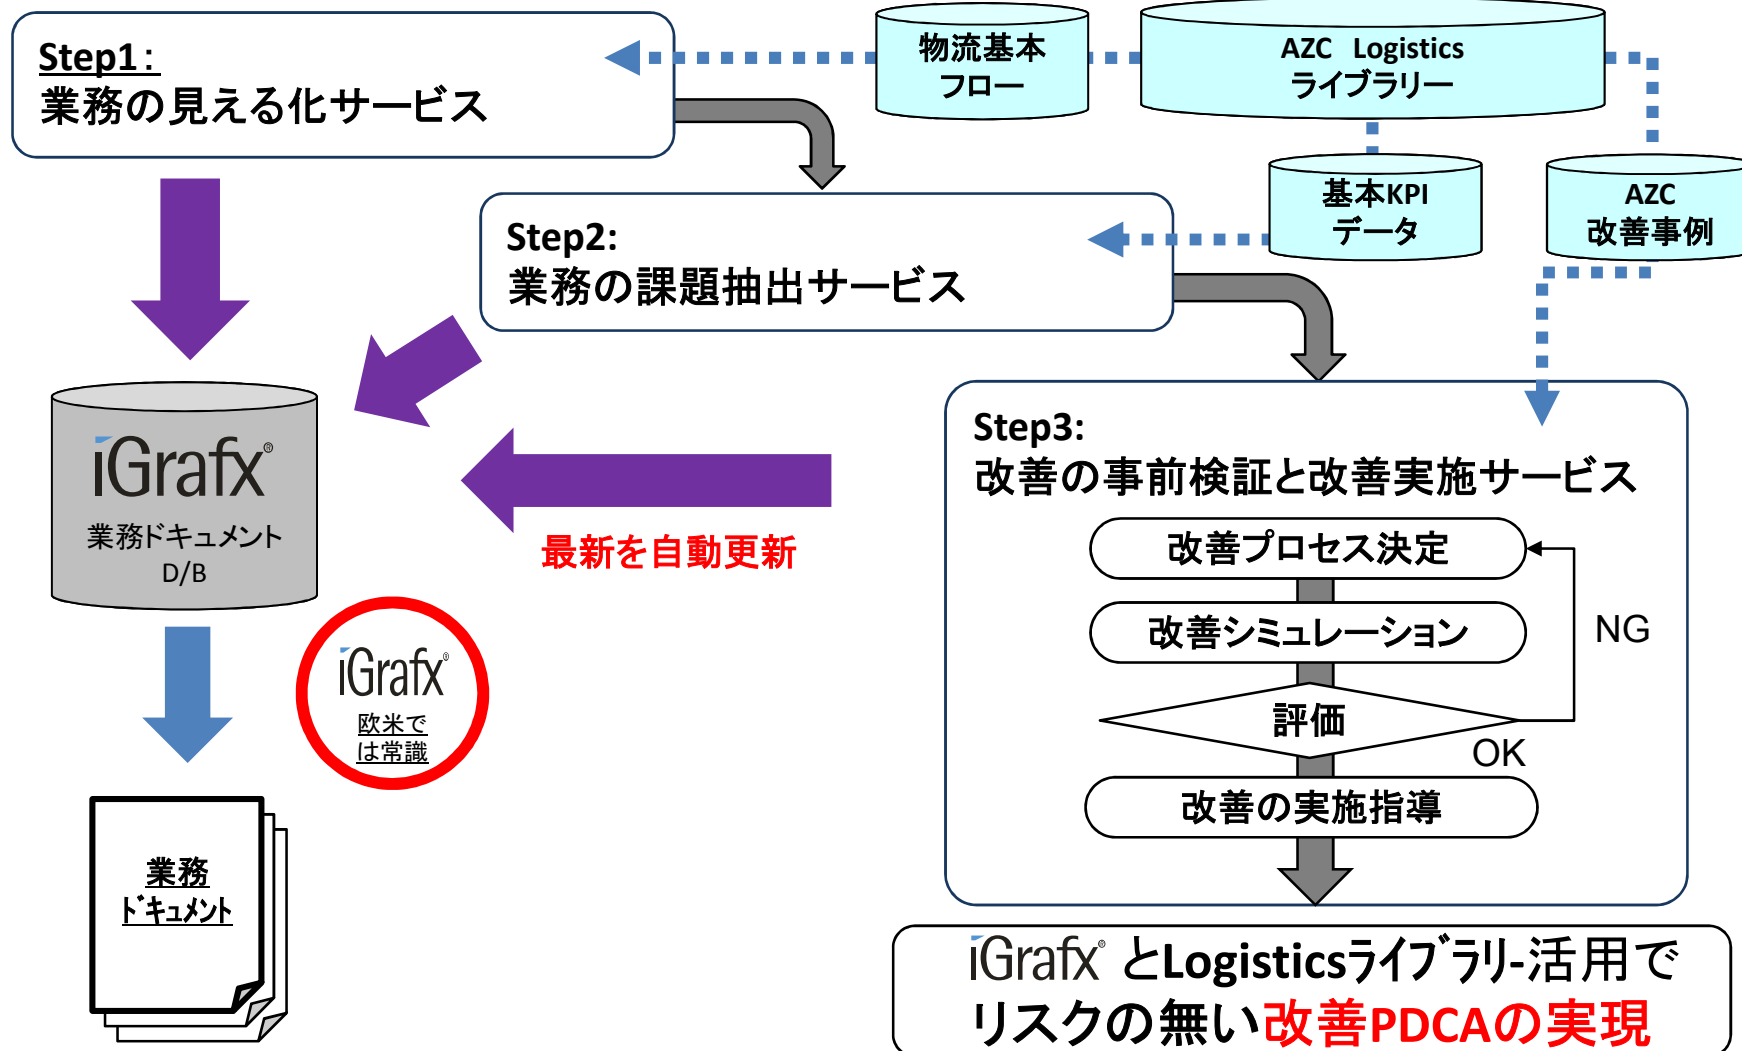 Step1：
業務の見える化サービス
物流基本
フロー
AZC Logistics
ライブラリー
基本KPI
データ
AZC
改善事例
Step2:
業務の課題抽出サービス
iGrafx®
業務ドキュメント
D/B
最新を自動更新
iGrafx®
欧米で
は常識
業務
ﾄﾞｷｭﾒﾝﾄ
Step3:
改善の事前検証と改善実施サービス
改善プロセス決定
改善シミュレーション
NG
評価
OK
改善の実施指導
iGrafx® とLogisticsﾗｲﾌﾞﾗﾘ-活用で
リスクの無い改善PDCAの実現